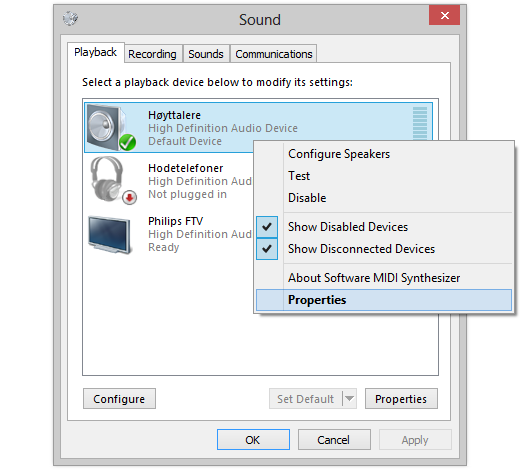 Sound
Playback
Recording
Sounds
Communications
Select a playback device below to modify its settings:
Høyttalere
High Definition Audio Device
Default Device
Hodetelefoner
High Definition Aud
Not plugged in
Philips FTV
High Definition Aud
Ready
Configure Speakers
Test
Disable
Show Disabled Devices
Show Disconnected Devices
About Software MIDI Synthesizer
Properties
Configure
Set Default
Properties
OK
Cancel
Apply